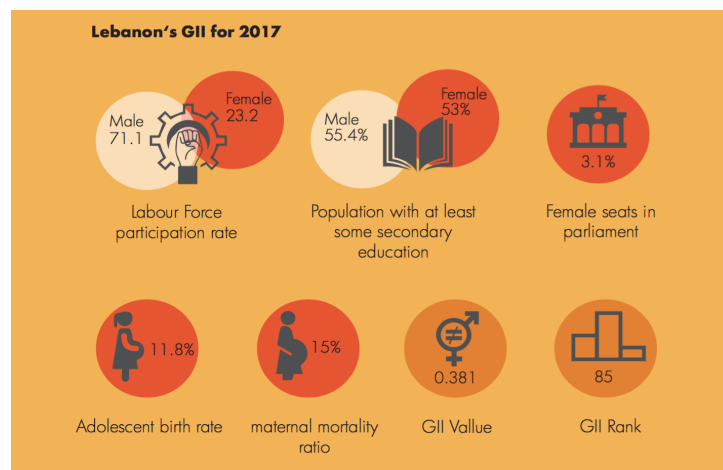 Lebanon's GII for 2017
Male
71.1
Female
23.2
Labour Force
participation rate
Male
55.4%
Female
53%
Population with at least
some secondary
education
3.1%
Female seats in
parliament
11.8%
Adolescent birth rate
15%
maternal mortality
ratio
0.381
GII Vallue
85
GII Rank